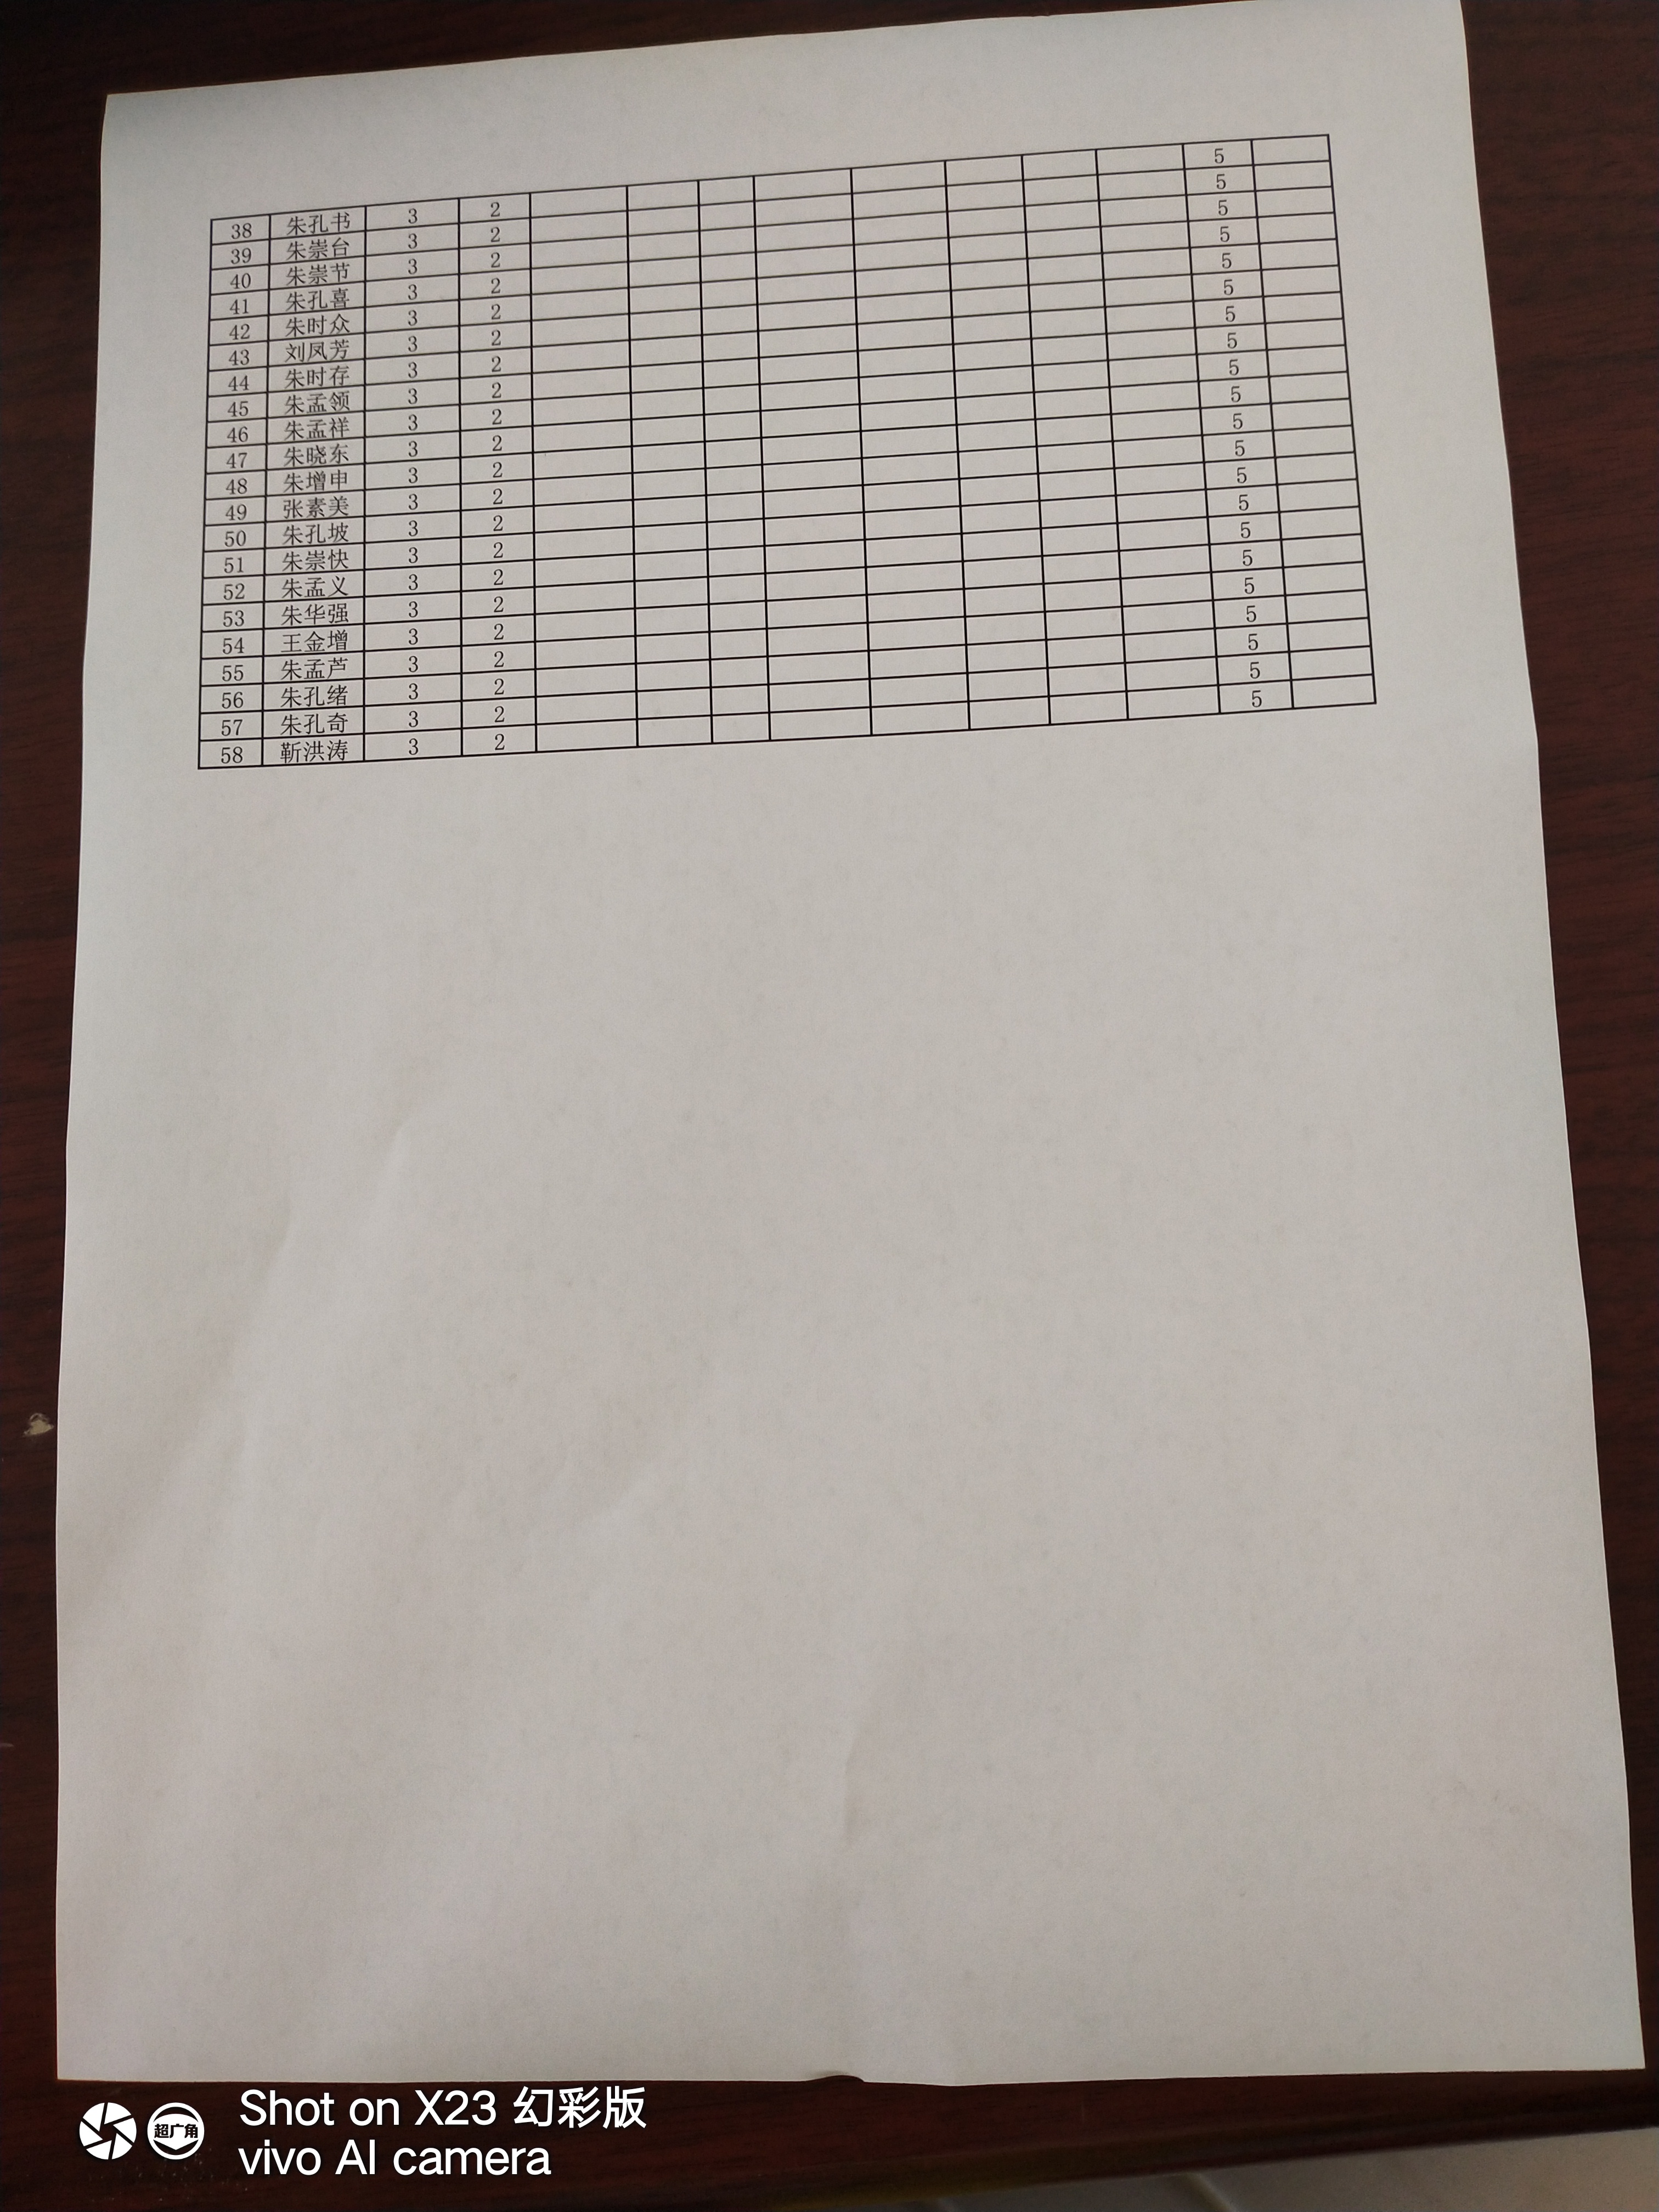 38 朱孔书 3 2 5
39 朱崇台 3 2 5
40 朱崇节 3 2 5
41 朱孔喜 3 2 5
42 朱时众 3 2 5
43 刘凤芳 3 2 5
44 朱时存 3 2 5
45 朱孟领 3 2 5
46 朱孟祥 3 2 5
47 朱晓东 3 2 5
48 朱增申 3 2 5
49 张素美 3 2 5
50 朱孔坡 3 2 5
51 朱崇快 3 2 5
52 朱孟义 3 2 5
53 朱华强 3 2 5
54 王金增 3 2 5
55 朱孟芦 3 2 5
56 朱孔绪 3 2 5
57 朱孔奇 3 2 5
58 靳洪涛 3 2 5
超广角
Shot on X23 幻彩版
vivo AI camera